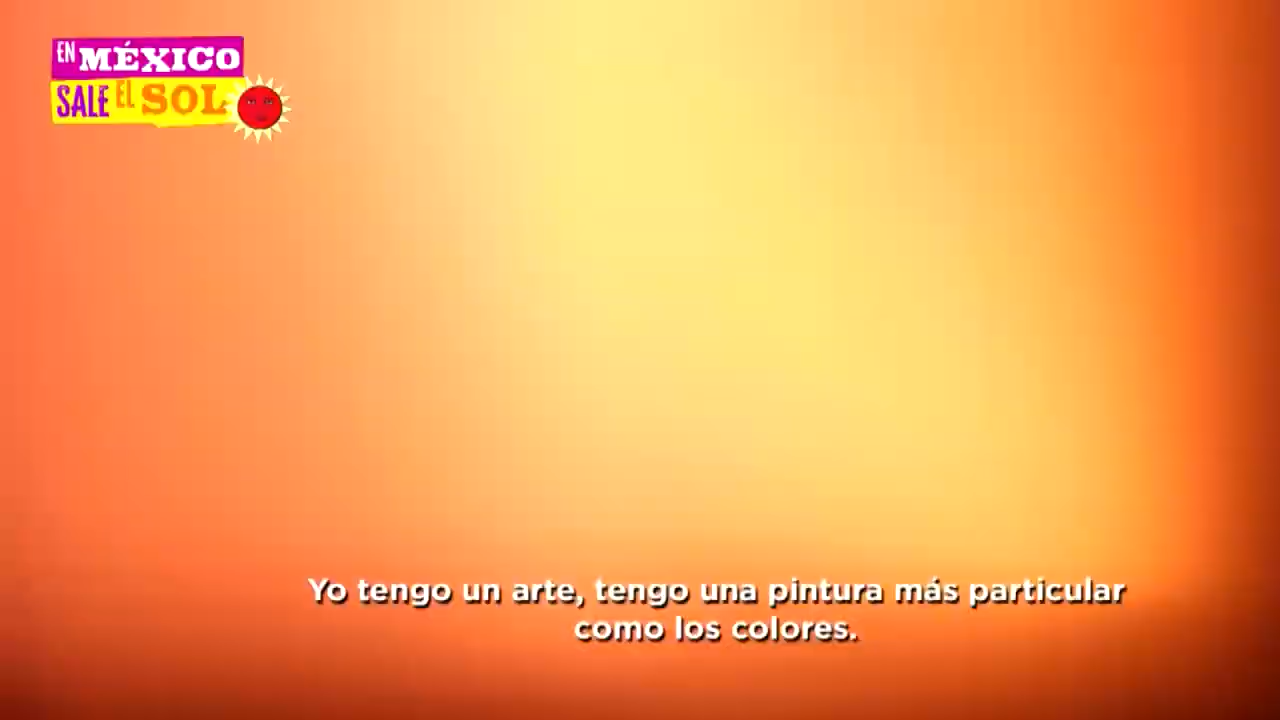 EN MÉXICO
SALE EL SOL
Yo tengo un arte, tengo una pintura más particular
como los colores.